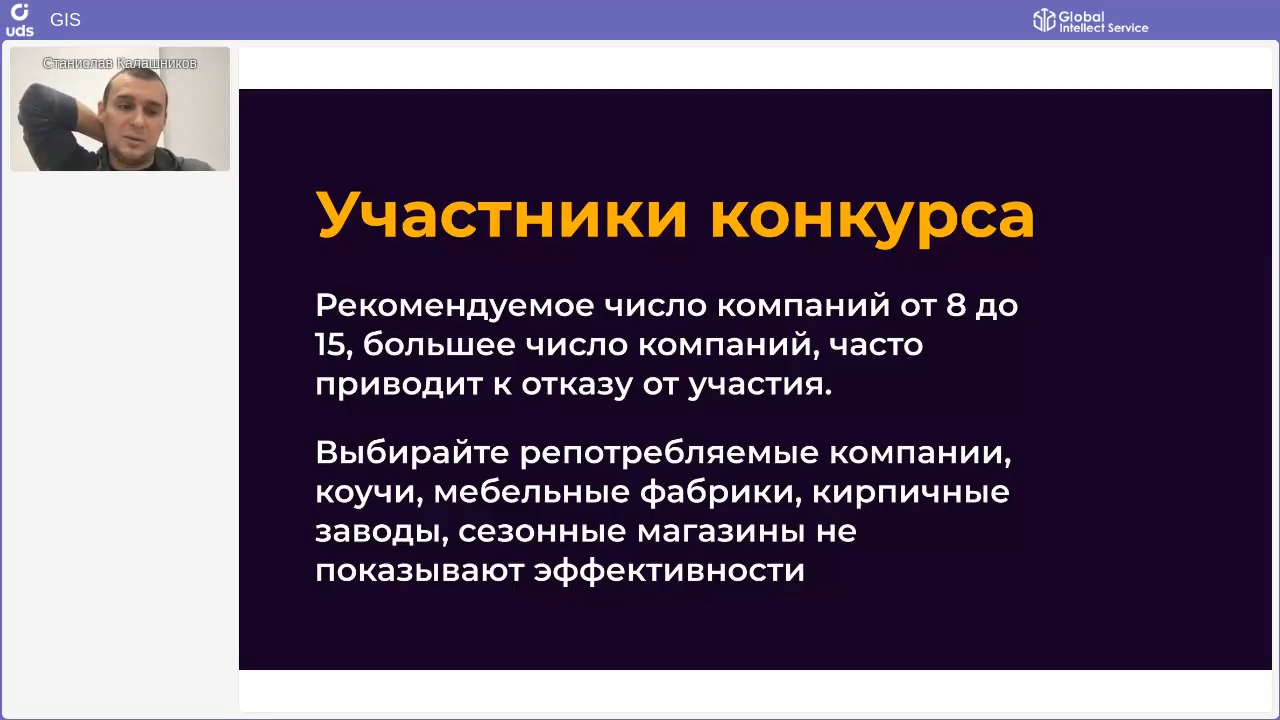 uds
GIS
Global
Intellect Service
Станислав Калашников
Участники конкурса
Рекомендуемое число компаний от 8 до
15, большее число компаний, часто
приводит к отказу от участия.
Выбирайте репотребляемые компании,
коучи, мебельные фабрики, кирпичные
заводы, сезонные магазины не
показывают эффективности